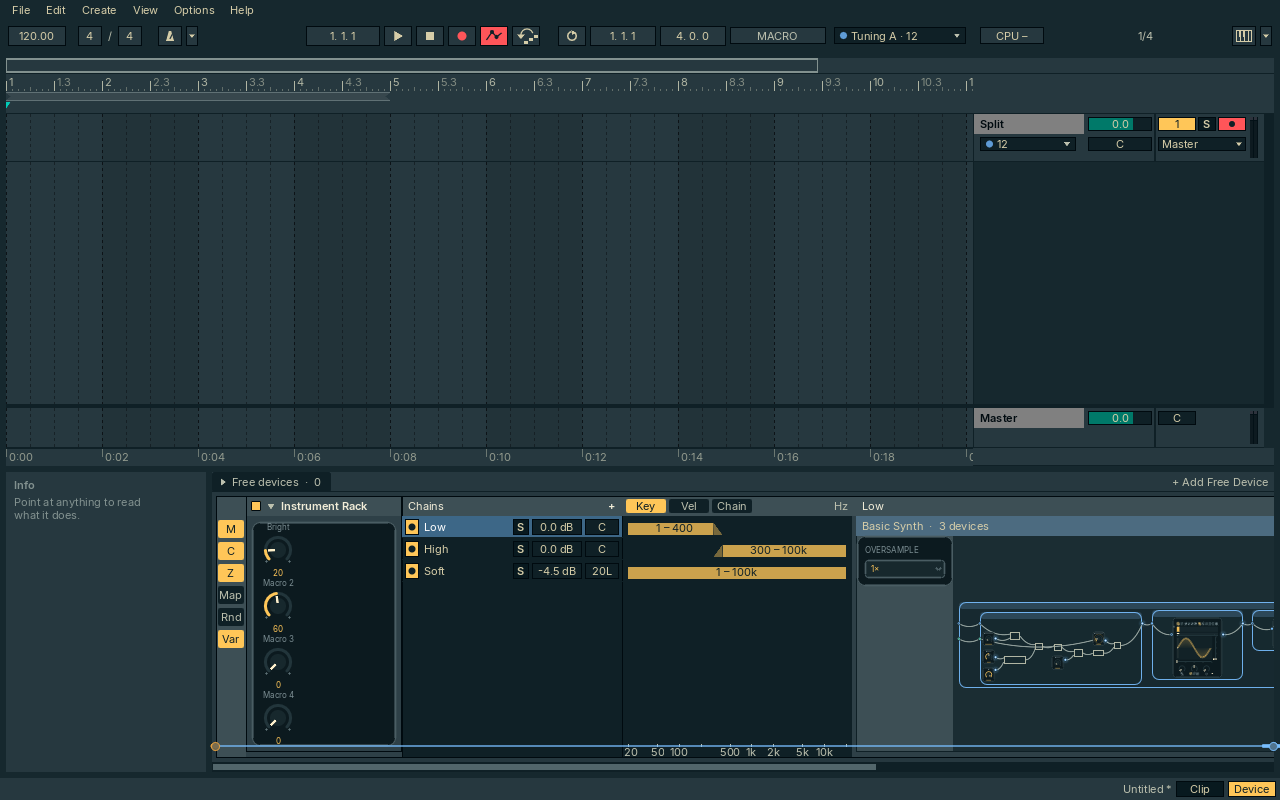 File Edit Create View Options Help
120.00 4 / 4 1. 1. 1 1. 1. 1 4. 0. 0 MACRO Tuning A · 12 CPU – 1/4
1 1.3 2 2.3 3 3.3 4 4.3 5 5.3 6 6.3 7 7.3 8 8.3 9 9.3 10 10.3 1
Split 0.0 1 S
12 C Master
Master 0.0 C
0:00 0:02 0:04 0:06 0:08 0:10 0:12 0:14 0:16 0:18
Info
Point at anything to read
what it does.
Free devices · 0 + Add Free Device
Instrument Rack Chains + Key Vel Chain Hz Low
M Bright Low S 0.0 dB C 1 – 400 Basic Synth · 3 devices
C High S 0.0 dB C 300 – 100k OVERSAMPLE
Z 20 Soft S -4.5 dB 20L 1 – 100k 1×
Macro 2
Map
Rnd
60
Var Macro 3
0
Macro 4
0
20 50 100 500 1k 2k 5k 10k
Untitled * Clip Device